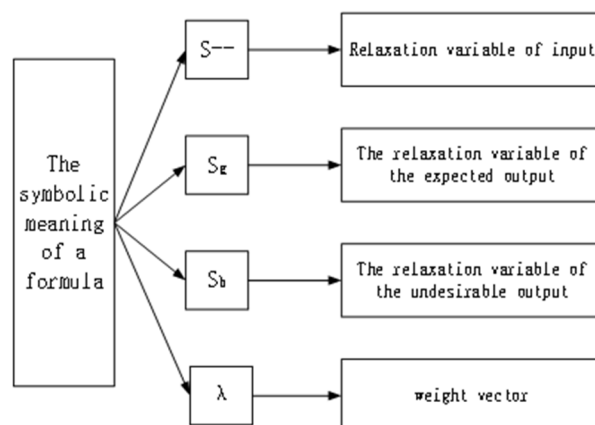 The
symbolic
meaning
of a
formula
S--
Relaxation variable of input
Sg
The relaxation variable of
the expected output
Sb
The relaxation variable of
the undesirable output
λ
weight vector